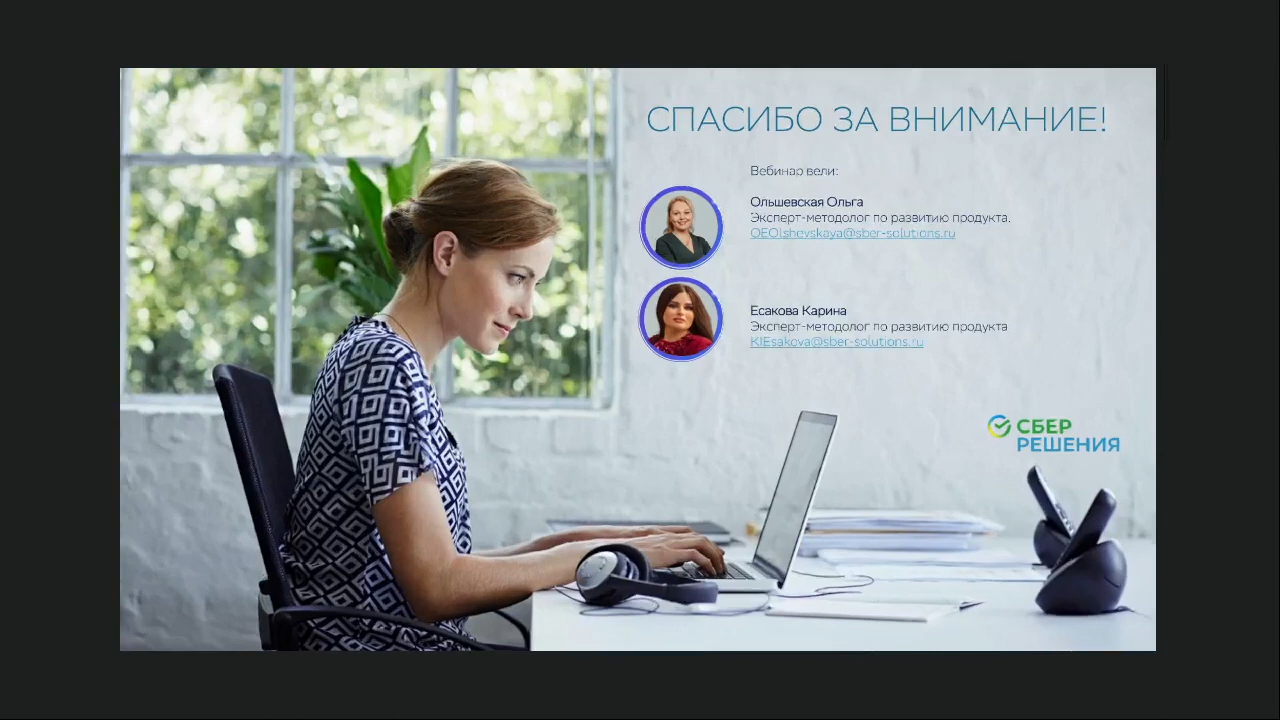 СПАСИБО ЗА ВНИМАНИЕ!
Вебинар вели:
Ольшевская Ольга
Эксперт-методолог по развитию продукта.
OEOlshevskaya@sber-solutions.ru
Есакова Карина
Эксперт-методолог по развитию продукта
KIEsakova@sber-solutions.ru
СБЕР
РЕШЕНИЯ